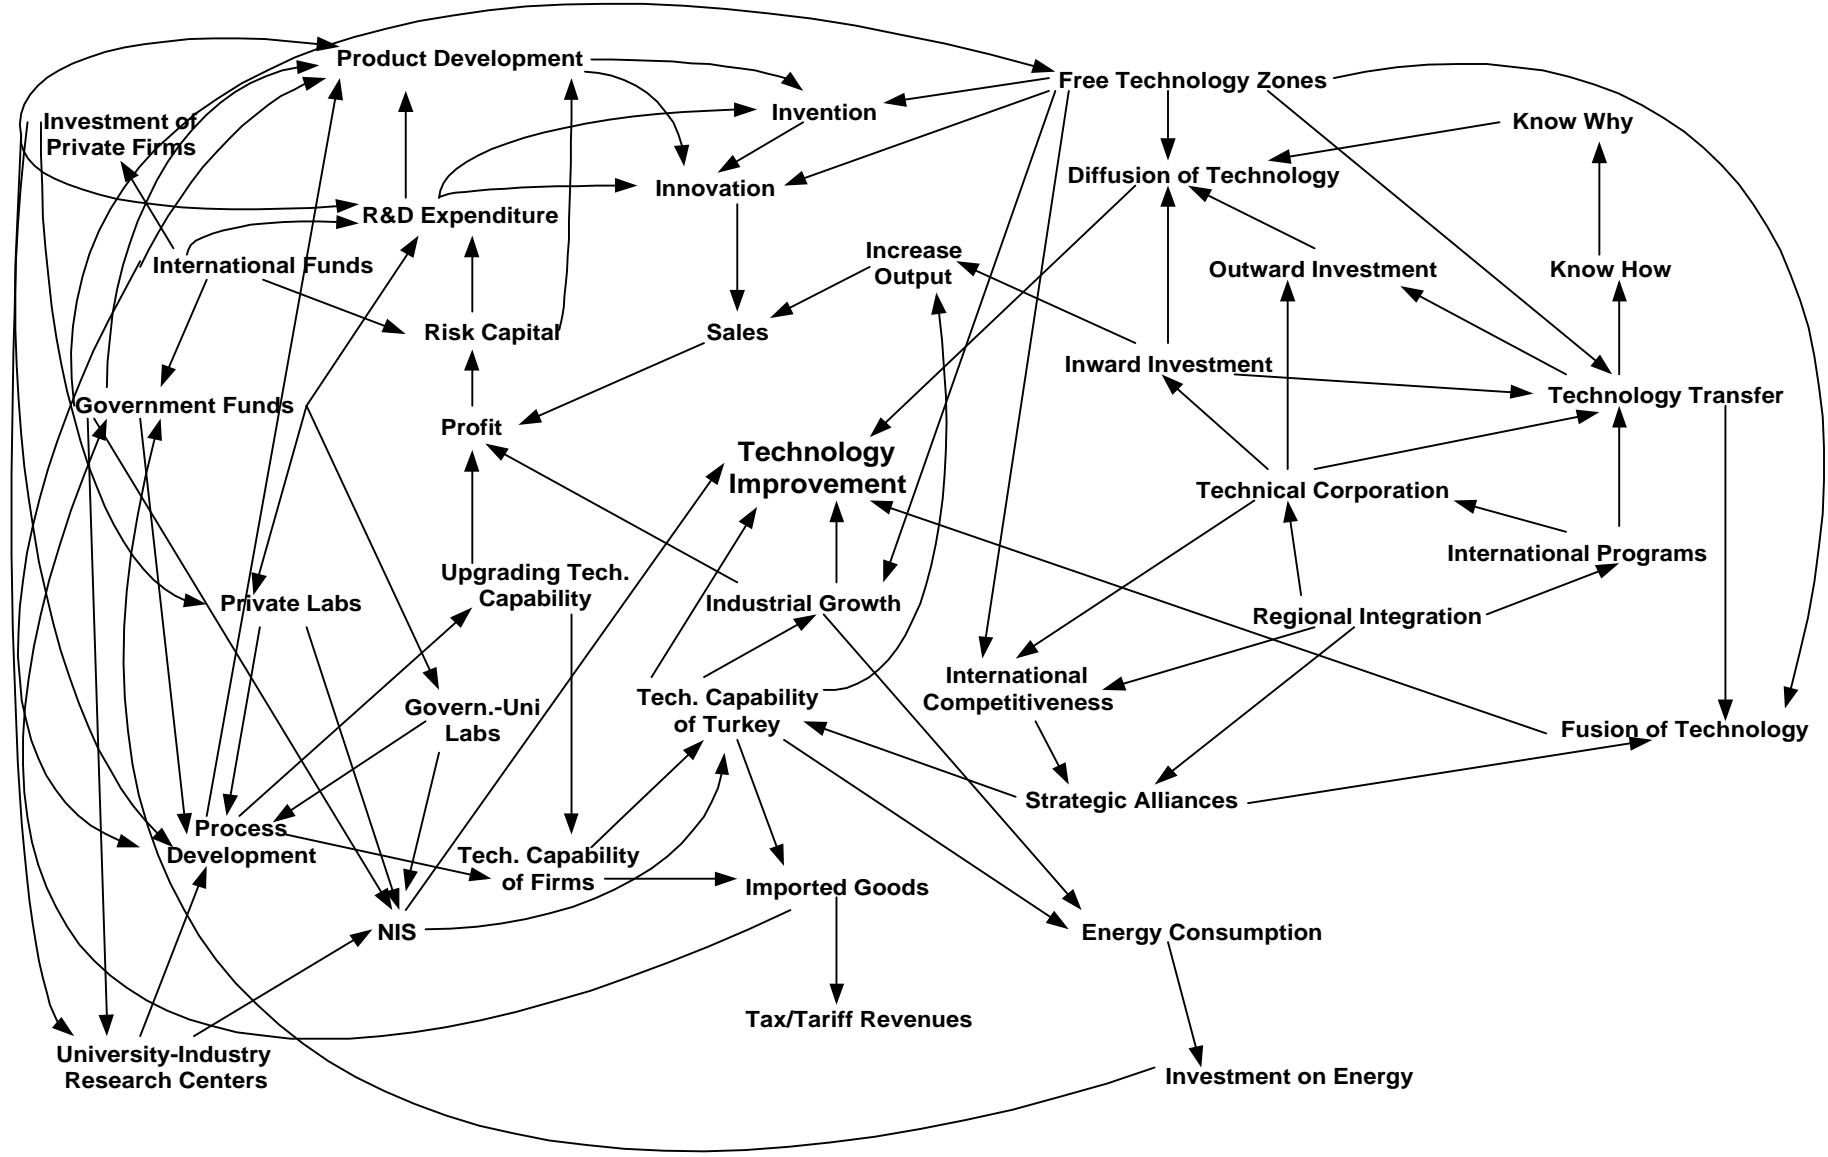 Product Development
Free Technology Zones
Invention
Investment of
Private Firms
Know Why
Diffusion of Technology
Innovation
R&D Expenditure
Increase
Output
International Funds
Outward Investment
Know How
Risk Capital
Sales
Inward Investment
Technology Transfer
Government Funds
Profit
Technology
Improvement
Technical Corporation
International Programs
Upgrading Tech.
Capability
Private Labs
Industrial Growth
Regional Integration
International
Competitiveness
Govern.-Uni
Labs
Tech. Capability
of Turkey
Fusion of Technology
Strategic Alliances
Process
Development
Tech. Capability
of Firms
Imported Goods
NIS
Energy Consumption
Tax/Tariff Revenues
University-Industry
Research Centers
Investment on Energy